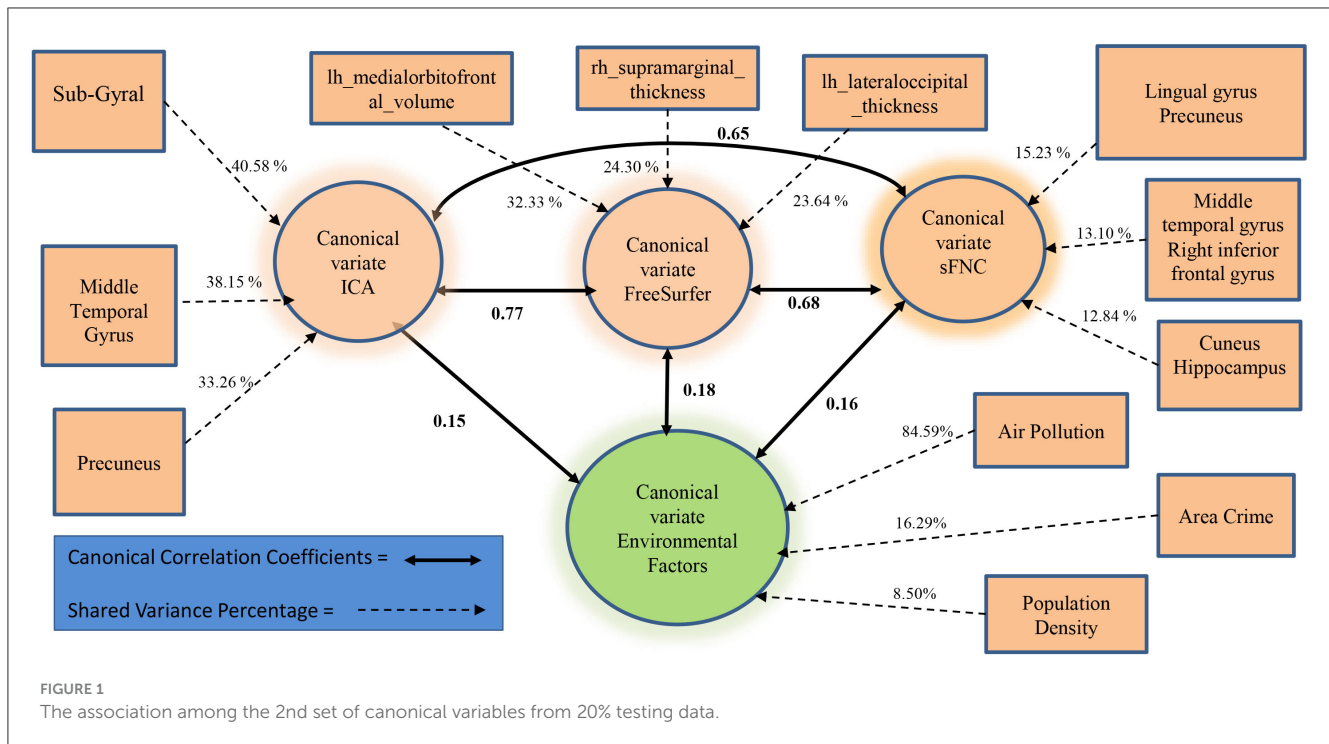 Sub-Gyral
lh_medialorbitofront
al_volume
rh_supramarginal_
thickness
lh_lateraloccipital
_thickness
Lingual gyrus
Precuneus
0.65
40.58 %
32.33 %
24.30 %
23.64 %
15.23 %
Canonical
variate
ICA
Canonical
variate
FreeSurfer
Canonical
variate
sFNC
Middle
temporal gyrus
Right inferior
frontal gyrus
13.10 %
Middle
Temporal
Gyrus
38.15 %
0.77
0.68
12.84 %
Cuneus
Hippocampus
33.26 %
Precuneus
0.15
0.18
0.16
84.59%
Air Pollution
Canonical
variate
Environmental
Factors
16.29%
Area Crime
8.50%
Population
Density
Canonical Correlation Coefficients =
Shared Variance Percentage =
FIGURE 1
The association among the 2nd set of canonical variables from 20% testing data.